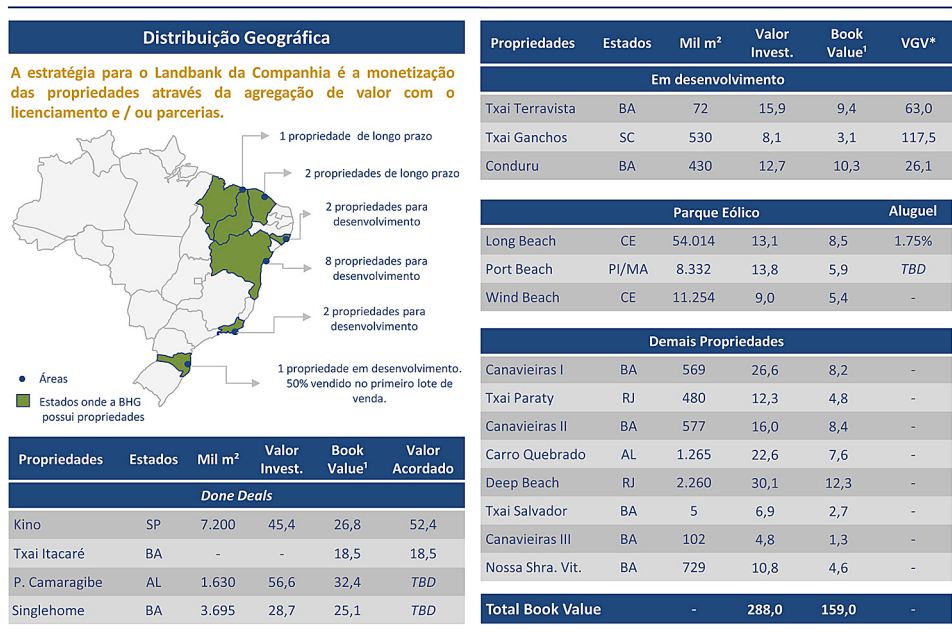 Distribuição Geográfica
A estratégia para o Landbank da Companhia é a monetização
das propriedades através da agregação de valor com o
licenciamento e / ou parcerias.
1 propriedade de longo prazo
2 propriedades de longo prazo
2 propriedades para
desenvolvimento
8 propriedades para
desenvolvimento
2 propriedades para
desenvolvimento
1 propriedade em desenvolvimento.
50% vendido no primeiro lote de
venda.
Áreas
Estados onde a BHG
possui propriedades
Propriedades Estados Mil m² Valor Invest. Book Value¹ Valor Acordado
Done Deals
Kino SP 7.200 45,4 26,8 52,4
Txai Itacaré BA - - 18,5 18,5
P. Camaragibe AL 1.630 56,6 32,4 TBD
Singlehome BA 3.695 28,7 25,1 TBD
Propriedades Estados Mil m² Valor Invest. Book Value¹ VGV*
Em desenvolvimento
Txai Terravista BA 72 15,9 9,4 63,0
Txai Ganchos SC 530 8,1 3,1 117,5
Conduru BA 430 12,7 10,3 26,1
Parque Eólico Aluguel
Long Beach CE 54.014 13,1 8,5 1.75%
Port Beach PI/MA 8.332 13,8 5,9 TBD
Wind Beach CE 11.254 9,0 5,4 -
Demais Propriedades
Canavieiras I BA 569 26,6 8,2 -
Txai Paraty RJ 480 12,3 4,8 -
Canavieiras II BA 577 16,0 8,4 -
Carro Quebrado AL 1.265 22,6 7,6 -
Deep Beach RJ 2.260 30,1 12,3 -
Txai Salvador BA 5 6,9 2,7 -
Canavieiras III BA 102 4,8 1,3 -
Nossa Shra. Vit. BA 729 10,8 4,6 -
Total Book Value - 288,0 159,0 -